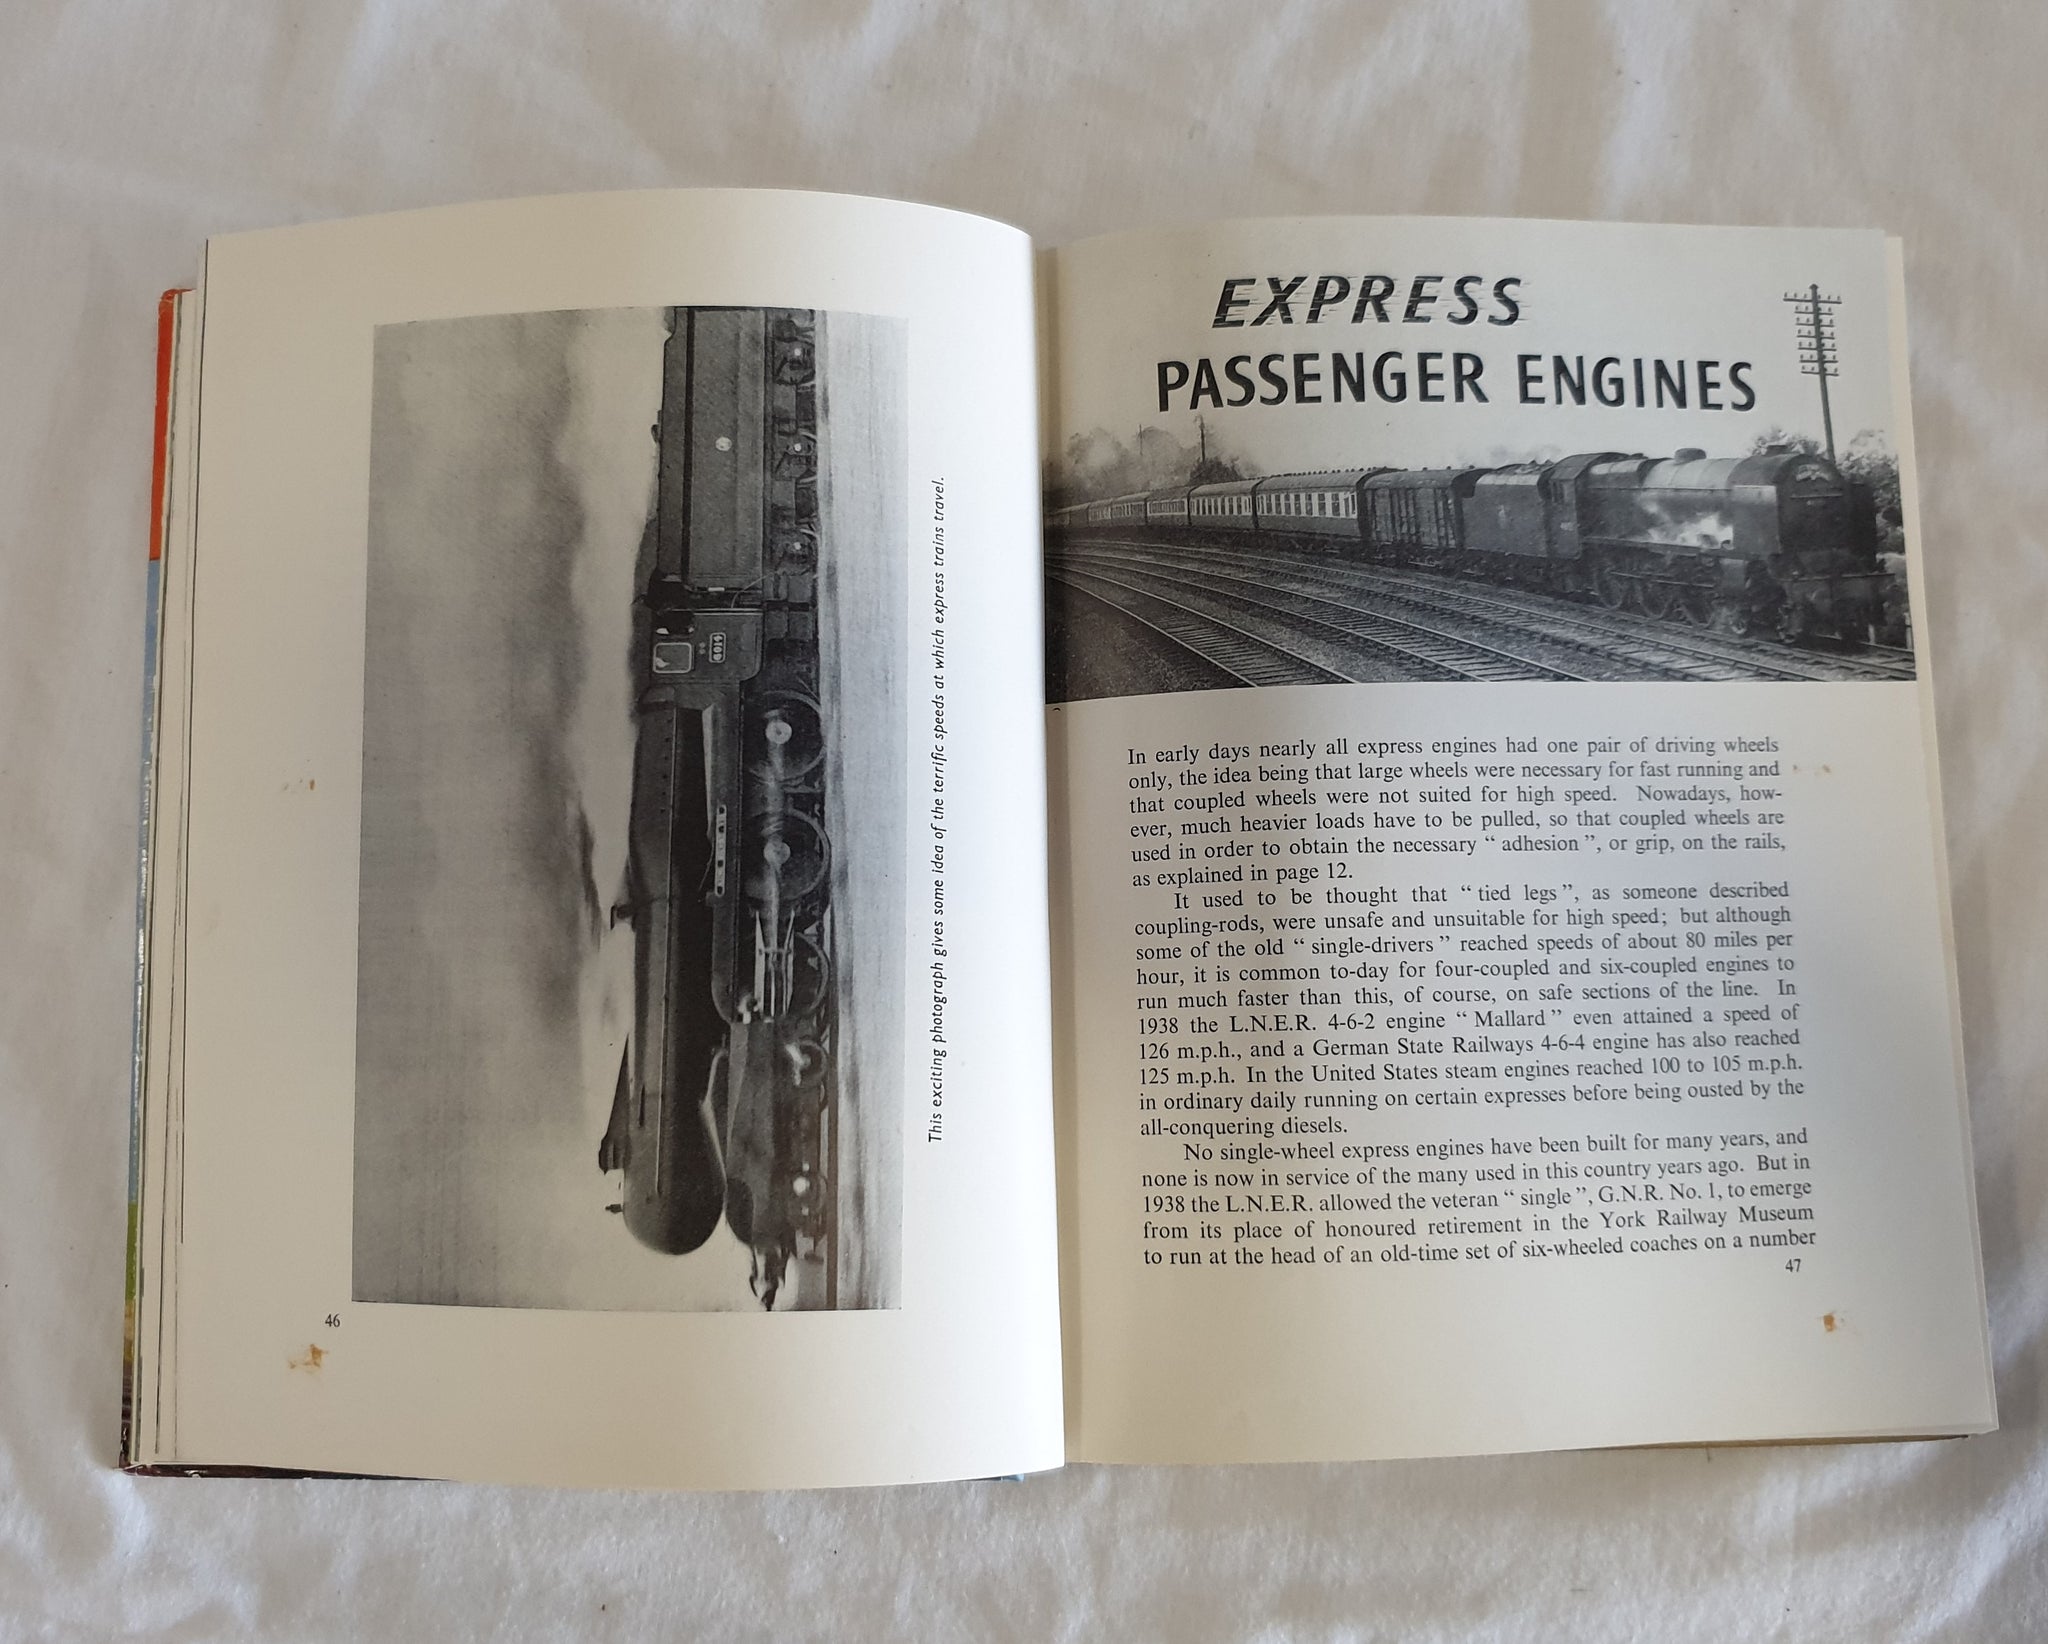 This exciting photograph gives some idea of the terrific speeds at which express trains travel.
46
EXPRESS
PASSENGER ENGINES
In early days nearly all express engines had one pair of driving wheels
only, the idea being that large wheels were necessary for fast running and
that coupled wheels were not suited for high speed. Nowadays, how-
ever, much heavier loads have to be pulled, so that coupled wheels are
used in order to obtain the necessary “ adhesion ”, or grip, on the rails,
as explained in page 12.
It used to be thought that “ tied legs ”, as someone described
coupling-rods, were unsafe and unsuitable for high speed; but although
some of the old “ single-drivers ” reached speeds of about 80 miles per
hour, it is common to-day for four-coupled and six-coupled engines to
run much faster than this, of course, on safe sections of the line. In
1938 the L.N.E.R. 4-6-2 engine “ Mallard ” even attained a speed of
126 m.p.h., and a German State Railways 4-6-4 engine has also reached
125 m.p.h. In the United States steam engines reached 100 to 105 m.p.h.
in ordinary daily running on certain expresses before being ousted by the
all-conquering diesels.
No single-wheel express engines have been built for many years, and
none is now in service of the many used in this country years ago. But in
1938 the L.N.E.R. allowed the veteran “ single ”, G.N.R. No. 1, to emerge
from its place of honoured retirement in the York Railway Museum
to run at the head of an old-time set of six-wheeled coaches on a number
47